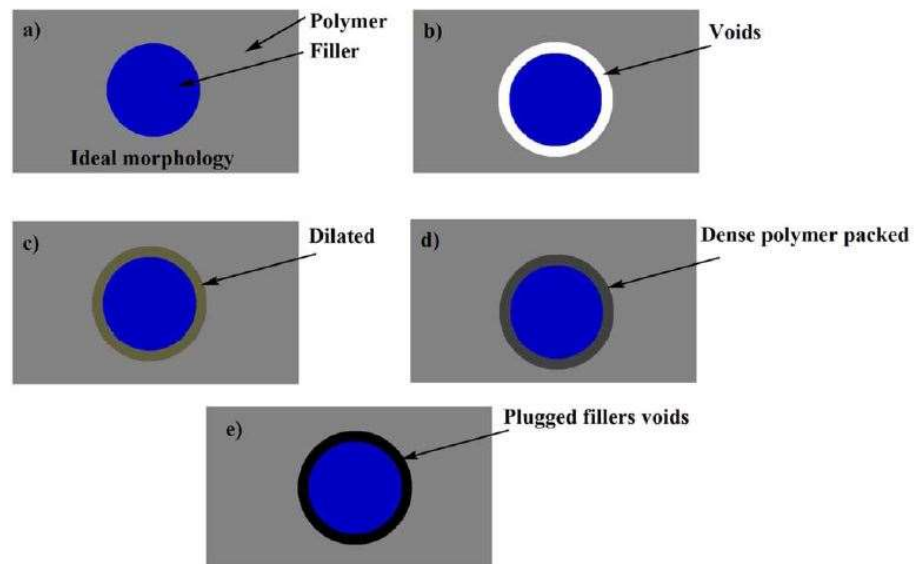 a)
Polymer
Filler
Ideal morphology
b)
Voids
c)
Dilated
d)
Dense polymer packed
e)
Plugged fillers voids